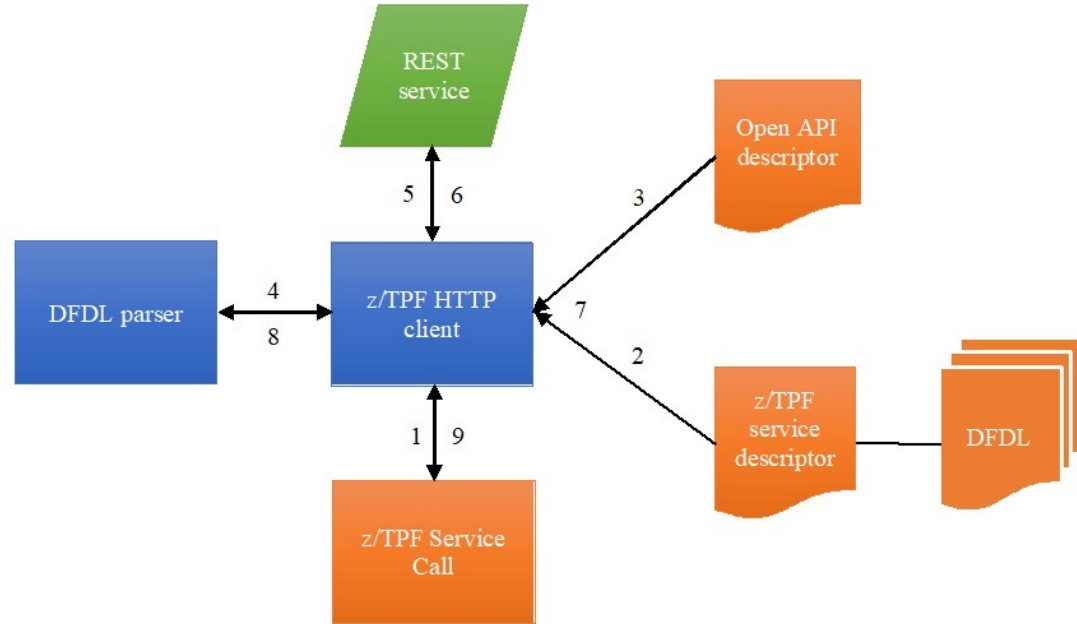 REST
service
Open API
descriptor
5
6
3
DFDL parser
4
8
z/TPF HTTP
client
7
2
z/TPF
service
descriptor
DFDL
1
9
z/TPF Service
Call